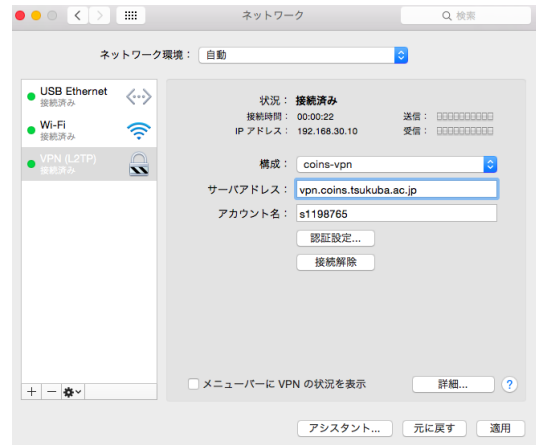 ネットワーク
検索
ネットワーク環境： 自動
USB Ethernet
接続済み
Wi-Fi
接続済み
VPN (L2TP)
接続済み
状況： 接続済み
接続時間： 00:00:22 送信：
IP アドレス： 192.168.30.10 受信：
構成： coins-vpn
サーバアドレス： vpn.coins.tsukuba.ac.jp
アカウント名： s1198765
認証設定...
接続解除
メニューバーに VPN の状況を表示 詳細... ?
アシスタント... 元に戻す 適用